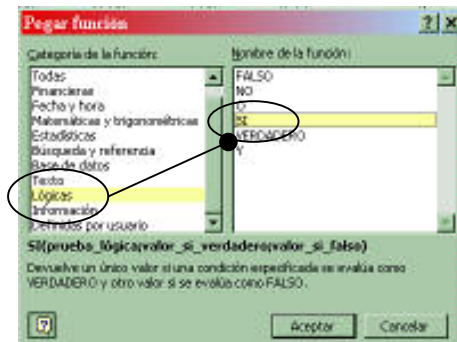 Pegar función
Categoría de la función:
Nombre de la función:
Todas
Financieras
Fecha y hora
Matemáticas y trigonométricas
Estadísticas
Búsqueda y referencia
Base de datos
Texto
Lógicas
Información
Definidas por usuario
FALSO
NO
O
SI
VERDADERO
Y
SI(prueba_lógica;valor_si_verdadero;valor_si_falso)
Devuelve un único valor si una condición especificada se evalúa como
VERDADERO y otro valor si se evalúa como FALSO.
Aceptar
Cancelar